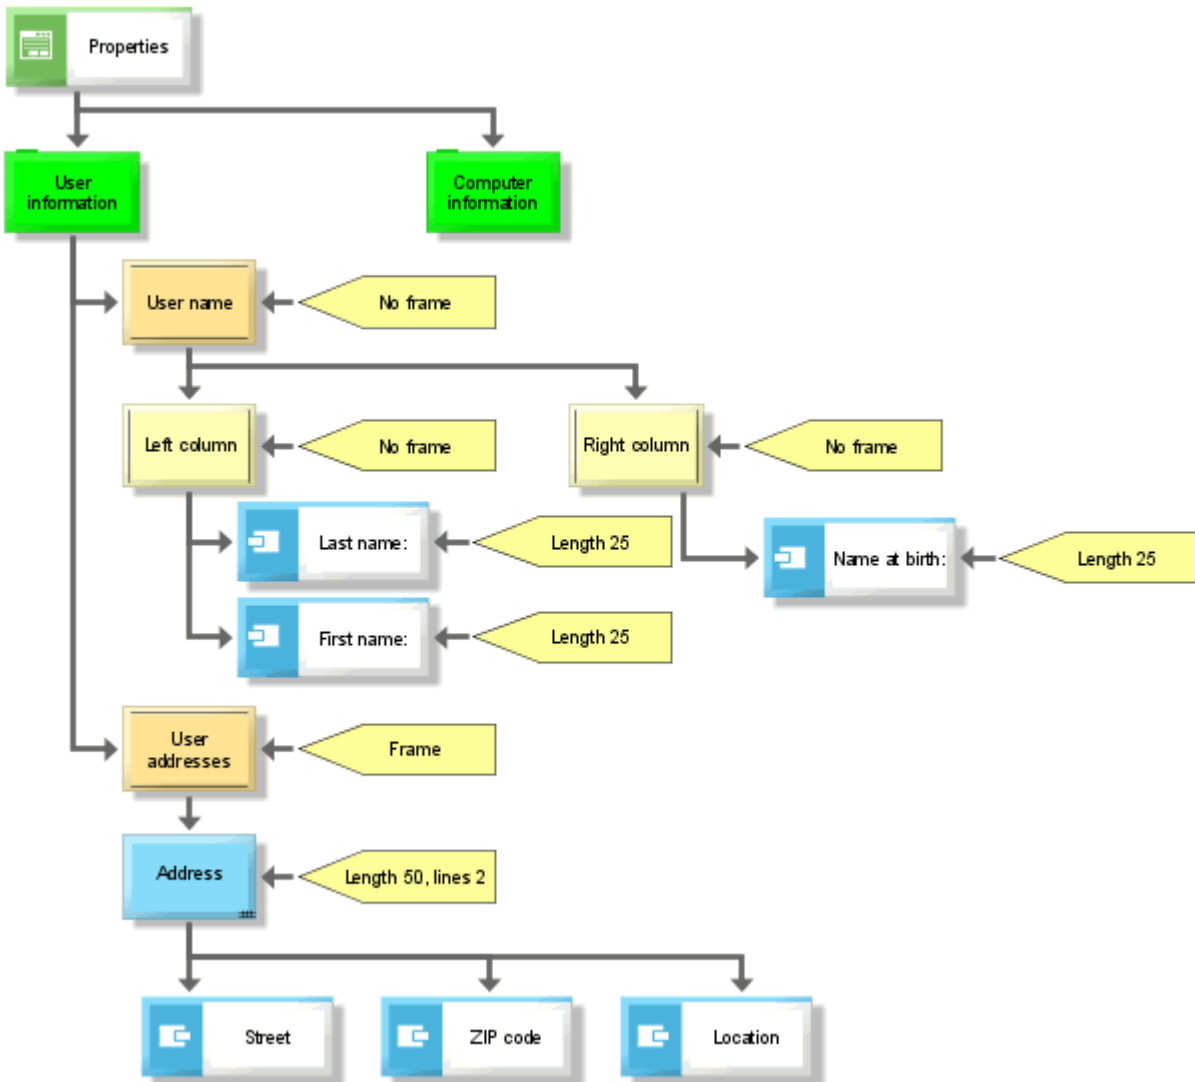 Properties
User
information
Computer
information
User name
No frame
Left column
No frame
Right column
No frame
Last name:
Length 25
Name at birth:
Length 25
First name:
Length 25
User
addresses
Frame
Address
Length 50, lines 2
Street
ZIP code
Location